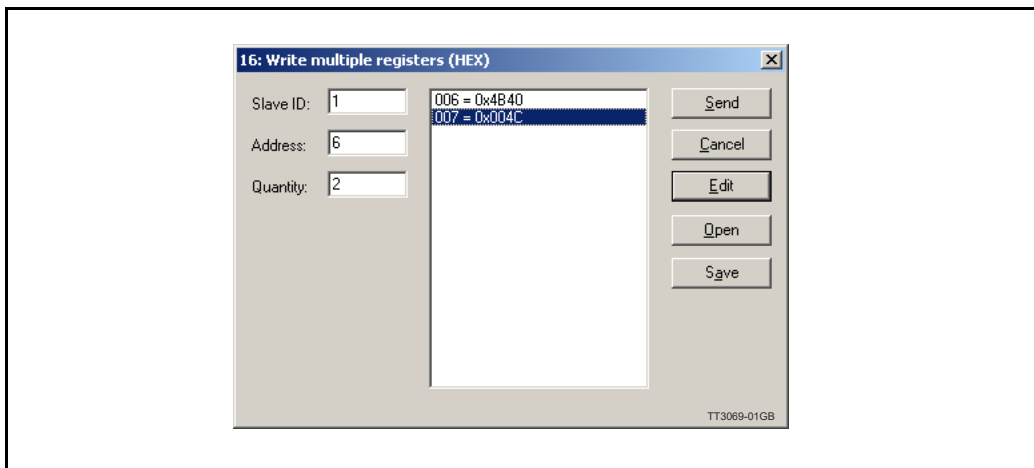 16: Write multiple registers (HEX)
Slave ID: 1
Address: 6
Quantity: 2
006 = 0x4B40
007 = 0x004C
Send
Cancel
Edit
Open
Save
TT3069-01GB